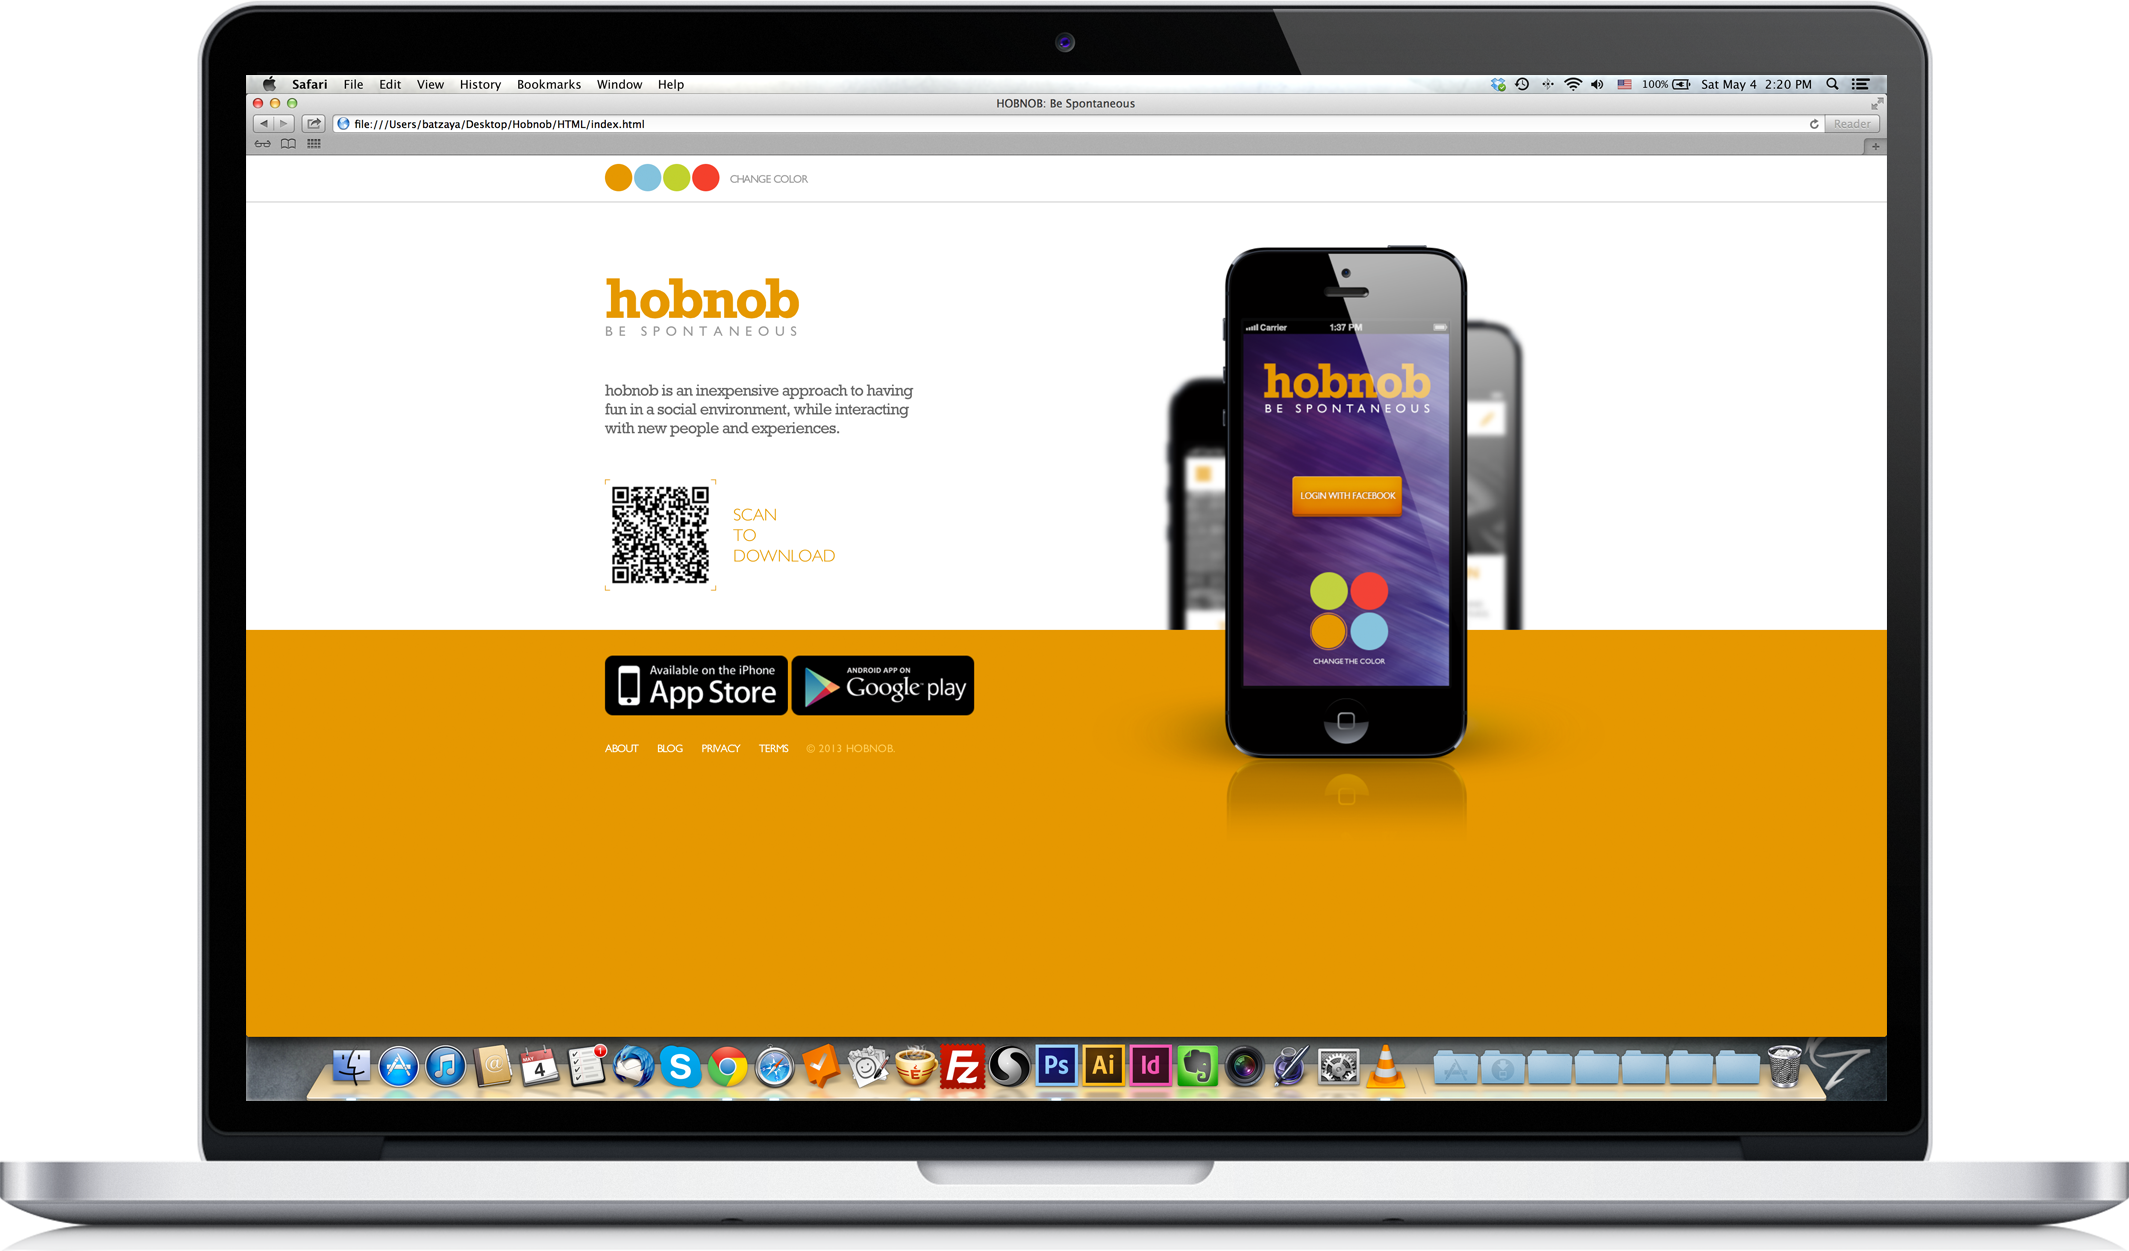 Safari File Edit View History Bookmarks Window Help 100% Sat May 4 2:20 PM
HOBNOB: Be Spontaneous
file:///Users/batzaya/Desktop/Hobnob/HTML/index.html Reader
CHANGE COLOR
hobnob
BE SPONTANEOUS
hobnob is an inexpensive approach to having
fun in a social environment, while interacting
with new people and experiences.
SCAN
TO
DOWNLOAD
Carrier 1:37 PM
hobnob
BE SPONTANEOUS
LOGIN WITH FACEBOOK
CHANGE THE COLOR
Available on the iPhone
App Store
ANDROID APP ON
Google play
ABOUT BLOG PRIVACY TERMS © 2013 HOBNOB.
MAY
4
1
S
É
Fz
Ps
Ai
Id